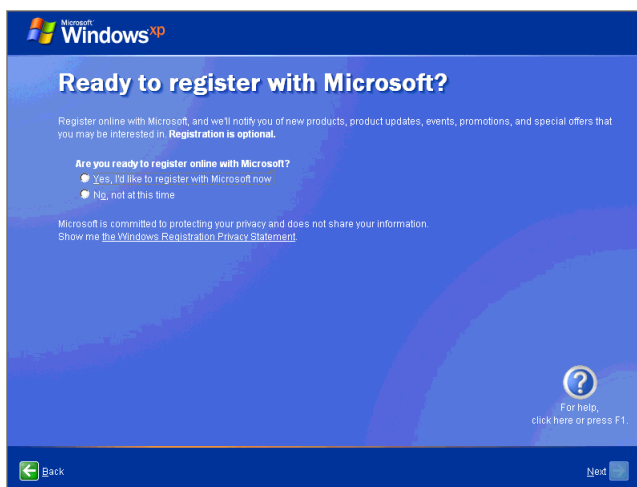 Microsoft
Windows xp
Ready to register with Microsoft?
Register online with Microsoft, and we'll notify you of new products, product updates, events, promotions, and special offers that
you may be interested in. Registration is optional.
Are you ready to register online with Microsoft?
Yes, I'd like to register with Microsoft now
No, not at this time
Microsoft is committed to protecting your privacy and does not share your information.
Show me the Windows Registration Privacy Statement.
For help,
click here or press F1.
Back
Next